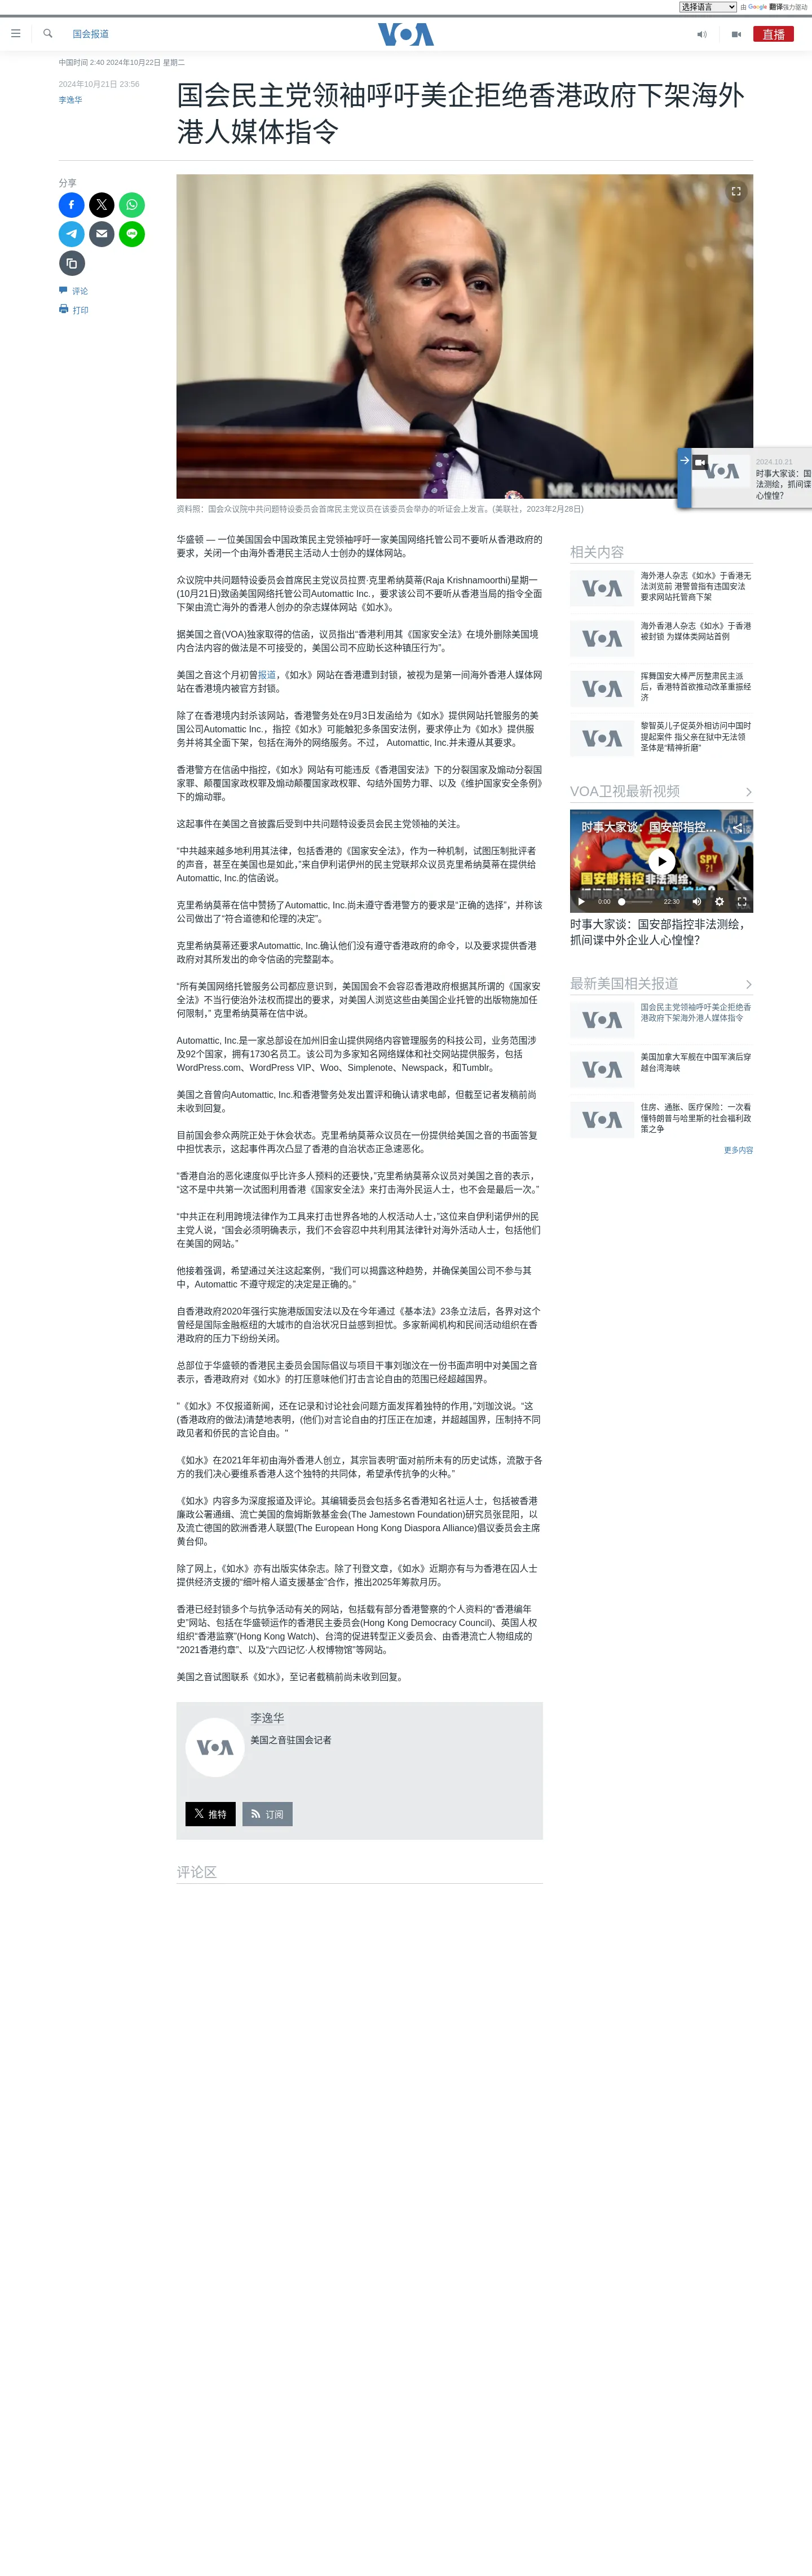 选择语言
由 Google 翻译强力驱动
国会报道
VOA
直播
中国时间 2:40 2024年10月22日 星期二
2024年10月21日 23:56
李逸华
国会民主党领袖呼吁美企拒绝香港政府下架海外
港人媒体指令
分享
评论
打印
MR. KRISHNAMO
资料照：国会众议院中共问题特设委员会首席民主党议员在该委员会举办的听证会上发言。(美联社，2023年2月28日)
2024.10.21
时事大家谈：国
法测绘，抓间谍
心惶惶？
华盛顿 — 一位美国国会中国政策民主党领袖呼吁一家美国网络托管公司不要听从香港政府的
要求，关闭一个由海外香港民主活动人士创办的媒体网站。
众议院中共问题特设委员会首席民主党议员拉贾·克里希纳莫蒂(Raja Krishnamoorthi)星期一
(10月21日)致函美国网络托管公司Automattic Inc.，要求该公司不要听从香港当局的指令全面
下架由流亡海外的香港人创办的杂志媒体网站《如水》。
据美国之音(VOA)独家取得的信函，议员指出“香港利用其《国家安全法》在境外删除美国境
内合法内容的做法是不可接受的，美国公司不应助长这种镇压行为”。
美国之音这个月初曾报道，《如水》网站在香港遭到封锁，被视为是第一间海外香港人媒体网
站在香港境内被官方封锁。
除了在香港境内封杀该网站，香港警务处在9月3日发函给为《如水》提供网站托管服务的美
国公司Automattic Inc.，指控《如水》可能触犯多条国安法例，要求停止为《如水》提供服
务并将其全面下架，包括在海外的网络服务。不过， Automattic, Inc.并未遵从其要求。
香港警方在信函中指控，《如水》网站有可能违反《香港国安法》下的分裂国家及煽动分裂国
家罪、颠覆国家政权罪及煽动颠覆国家政权罪、勾结外国势力罪、以及《维护国家安全条例》
下的煽动罪。
这起事件在美国之音披露后受到中共问题特设委员会民主党领袖的关注。
“中共越来越多地利用其法律，包括香港的《国家安全法》，作为一种机制，试图压制批评者
的声音，甚至在美国也是如此，”来自伊利诺伊州的民主党联邦众议员克里希纳莫蒂在提供给
Automattic, Inc.的信函说。
克里希纳莫蒂在信中赞扬了Automattic, Inc.尚未遵守香港警方的要求是“正确的选择”，并称该
公司做出了“符合道德和伦理的决定”。
克里希纳莫蒂还要求Automattic, Inc.确认他们没有遵守香港政府的命令，以及要求提供香港
政府对其所发出的命令信函的完整副本。
“所有美国网络托管服务公司都应意识到，美国国会不会容忍香港政府根据其所谓的《国家安
全法》不当行使治外法权而提出的要求，对美国人浏览这些由美国企业托管的出版物施加任
何限制，” 克里希纳莫蒂在信中说。
Automattic, Inc.是一家总部设在加州旧金山提供网络内容管理服务的科技公司，业务范围涉
及92个国家，拥有1730名员工。该公司为多家知名网络媒体和社交网站提供服务，包括
WordPress.com、WordPress VIP、Woo、Simplenote、Newspack，和Tumblr。
美国之音曾向Automattic, Inc.和香港警务处发出置评和确认请求电邮，但截至记者发稿前尚
未收到回复。
目前国会参众两院正处于休会状态。克里希纳莫蒂众议员在一份提供给美国之音的书面答复
中担忧表示，这起事件再次凸显了香港的自治状态正急速恶化。
“香港自治的恶化速度似乎比许多人预料的还要快，”克里希纳莫蒂众议员对美国之音的表示，
“这不是中共第一次试图利用香港《国家安全法》来打击海外民运人士，也不会是最后一次。”
“中共正在利用跨境法律作为工具来打击世界各地的人权活动人士，”这位来自伊利诺伊州的民
主党人说，“国会必须明确表示，我们不会容忍中共利用其法律针对海外活动人士，包括他们
在美国的网站。”
他接着强调，希望通过关注这起案例，“我们可以揭露这种趋势，并确保美国公司不参与其
中，Automattic 不遵守规定的决定是正确的。”
自香港政府2020年强行实施港版国安法以及在今年通过《基本法》23条立法后，各界对这个
曾经是国际金融枢纽的大城市的自治状况日益感到担忧。多家新闻机构和民间活动组织在香
港政府的压力下纷纷关闭。
总部位于华盛顿的香港民主委员会国际倡议与项目干事刘珈汶在一份书面声明中对美国之音
表示，香港政府对《如水》的打压意味他们打击言论自由的范围已经超越国界。
"《如水》不仅报道新闻，还在记录和讨论社会问题方面发挥着独特的作用，”刘珈汶说。“这
(香港政府的做法)清楚地表明，(他们)对言论自由的打压正在加速，并超越国界，压制持不同
政见者和侨民的言论自由。”
《如水》在2021年年初由海外香港人创立，其宗旨表明“面对前所未有的历史试炼，流散于各
方的我们决心要维系香港人这个独特的共同体，希望承传抗争的火种。”
《如水》内容多为深度报道及评论。其编辑委员会包括多名香港知名社运人士，包括被香港
廉政公署通缉、流亡美国的詹姆斯敦基金会(The Jamestown Foundation)研究员张昆阳，以
及流亡德国的欧洲香港人联盟(The European Hong Kong Diaspora Alliance)倡议委员会主席
黄台仰。
除了网上，《如水》亦有出版实体杂志。除了刊登文章，《如水》近期亦有与为香港在囚人士
提供经济支援的“细叶榕人道支援基金”合作，推出2025年筹款月历。
香港已经封锁多个与抗争活动有关的网站，包括载有部分香港警察的个人资料的“香港编年
史”网站、包括在华盛顿运作的香港民主委员会(Hong Kong Democracy Council)、英国人权
组织“香港监察”(Hong Kong Watch)、台湾的促进转型正义委员会、由香港流亡人物组成的
“2021香港约章”、以及“六四记忆·人权博物馆”等网站。
美国之音试图联系《如水》，至记者截稿前尚未收到回复。
李逸华
美国之音驻国会记者
VOA
推特
订阅
评论区
相关内容
海外港人杂志《如水》于香港无
法浏览前 港警曾指有违国安法
要求网站托管商下架
海外香港人杂志《如水》于香港
被封锁 为媒体类网站首例
挥舞国安大棒严厉整肃民主派
后，香港特首欲推动改革重振经
济
黎智英儿子促英外相访问中国时
提起案件 指父亲在狱中无法领
圣体是“精神折磨”
VOA卫视最新视频
时事大家谈：国安部指控...
时事大家谈
SPY?!
国安部指控非法测绘,
抓间谍中外企业人心惶惶?
0:00
22:30
时事大家谈：国安部指控非法测绘，
抓间谍中外企业人心惶惶？
最新美国相关报道
国会民主党领袖呼吁美企拒绝香
港政府下架海外港人媒体指令
美国加拿大军舰在中国军演后穿
越台湾海峡
住房、通胀、医疗保险：一次看
懂特朗普与哈里斯的社会福利政
策之争
更多内容